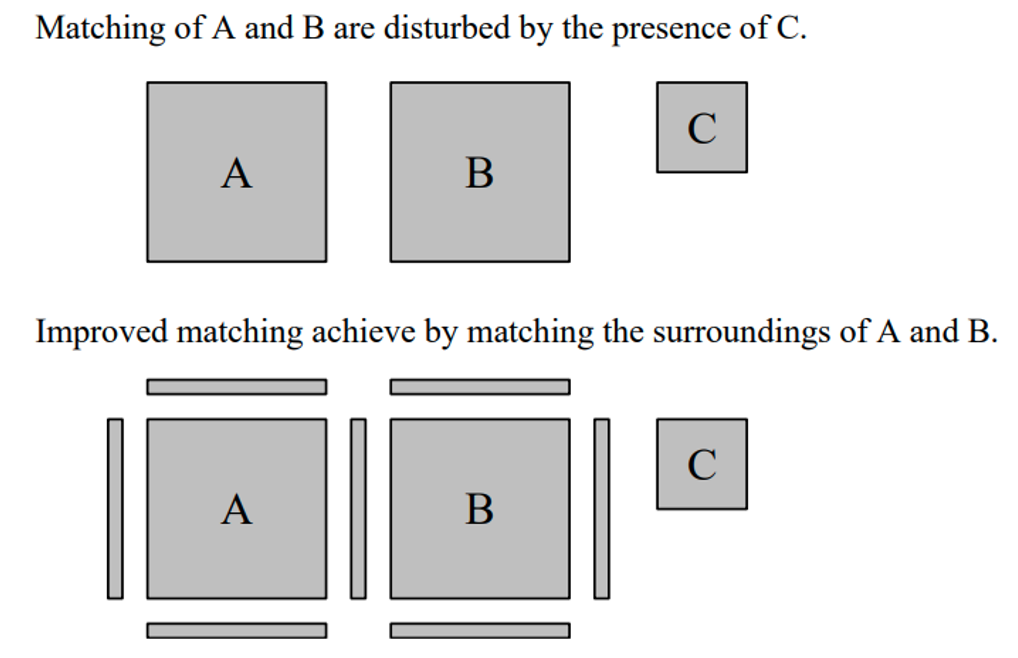 Matching of A and B are disturbed by the presence of C.
A B C
Improved matching achieve by matching the surroundings of A and B.
A B C